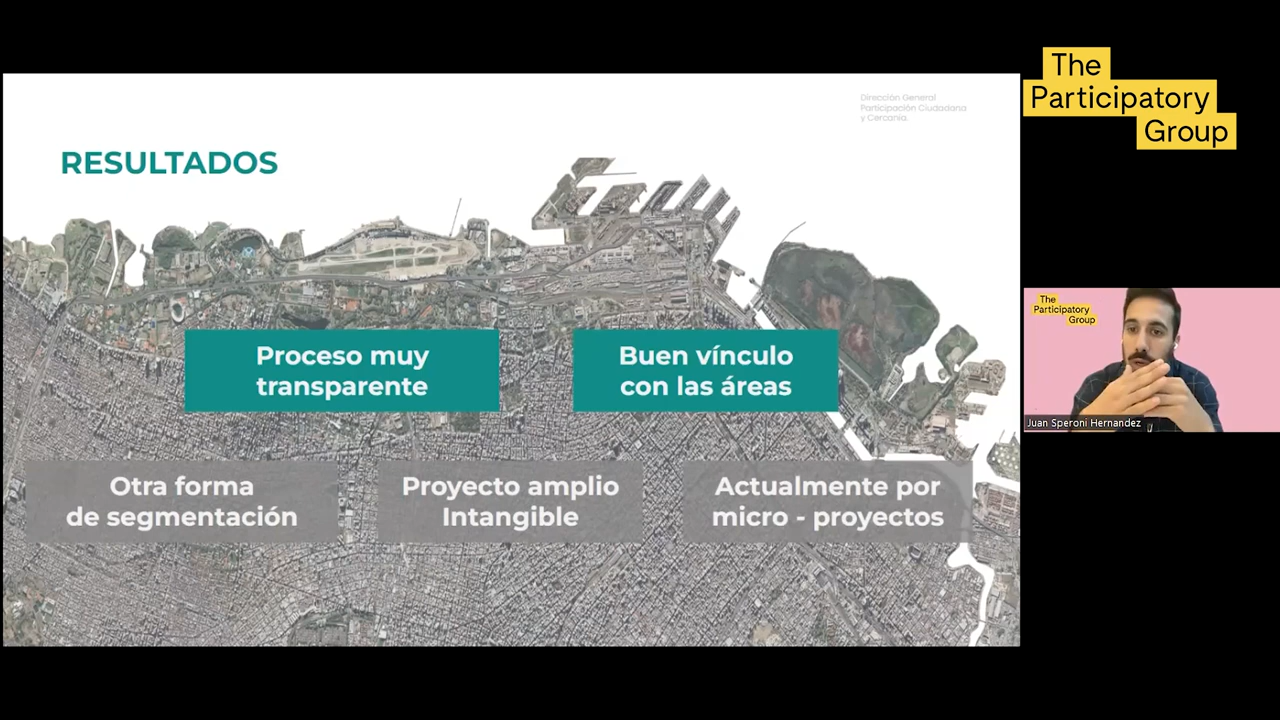 Dirección General
Participación Ciudadana
y Cercanía.
RESULTADOS
Proceso muy
transparente
Buen vínculo
con las áreas
Otra forma
de segmentación
Proyecto amplio
Intangible
Actualmente por
micro - proyectos
The
Participatory
Group
The
Participatory
Group
Juan Speroni Hernandez